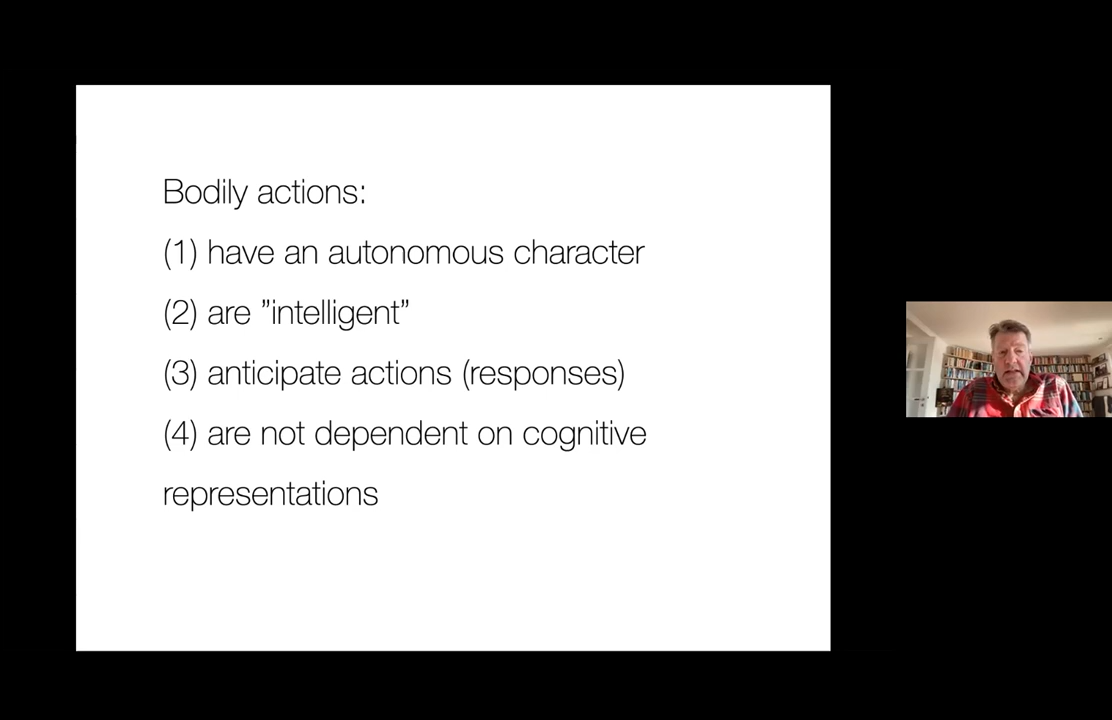 Bodily actions:
(1) have an autonomous character
(2) are ”intelligent”
(3) anticipate actions (responses)
(4) are not dependent on cognitive
representations